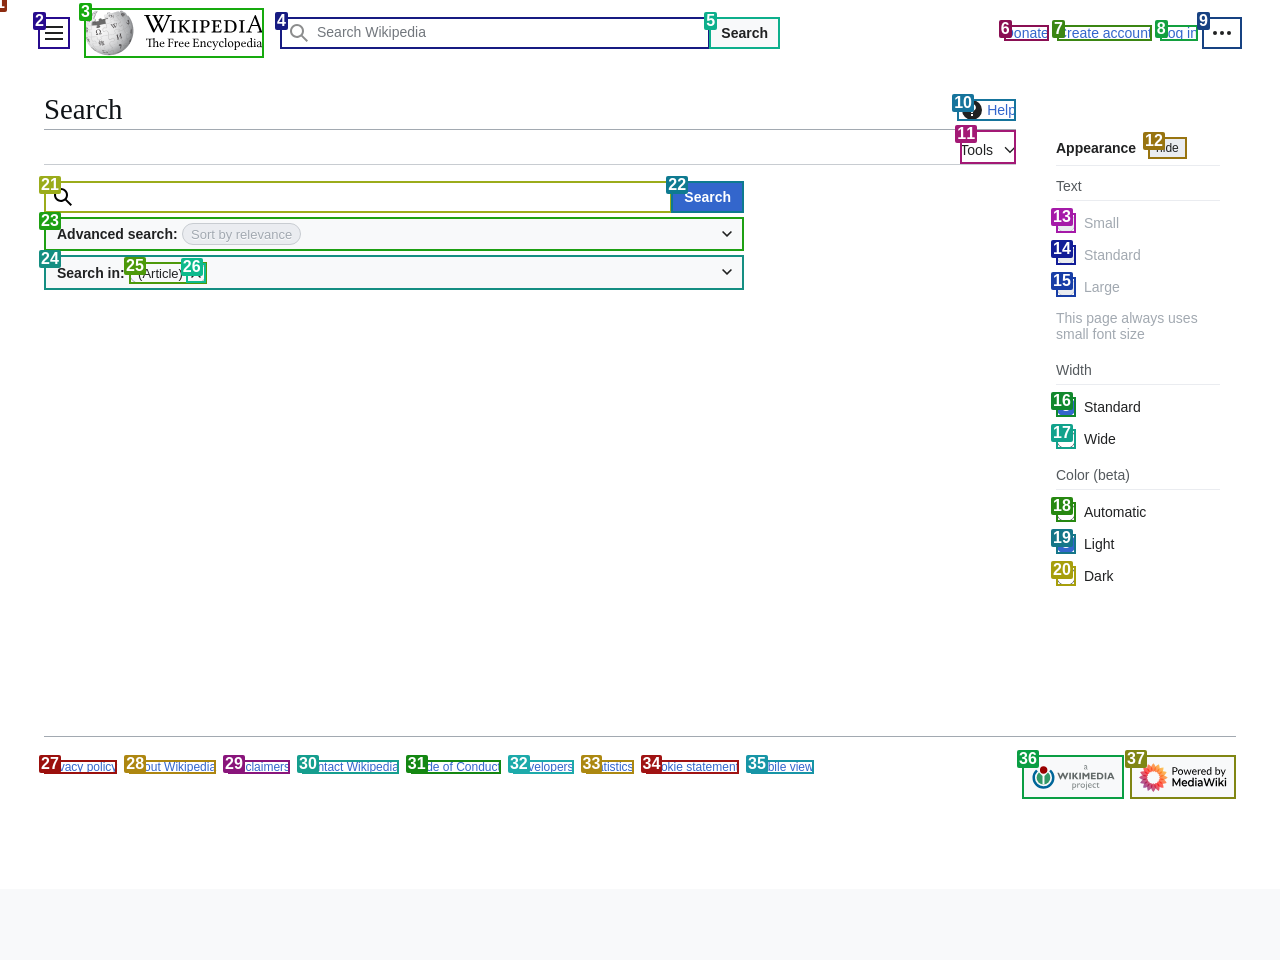 1
2
3
WIKIPEDIA
The Free Encyclopedia
4
Search Wikipedia
5
Search
6
onate
7
reate account
8
og in
9
Search
10
Help
11
Tools
Appearance
12
hide
Text
13
Small
14
Standard
15
Large
This page always uses
small font size
Width
16
Standard
17
Wide
Color (beta)
18
Automatic
19
Light
20
Dark
21
22
Search
23
Advanced search:
Sort by relevance
24
Search in:
25
(Article)
26
27
vacy policy
28
out Wikipedia
29
claimers
30
ntact Wikipedia
31
de of Conduct
32
velopers
33
tistics
34
okie statement
35
bile view
36
a
WIKIMEDIA
project
37
Powered by
MediaWiki